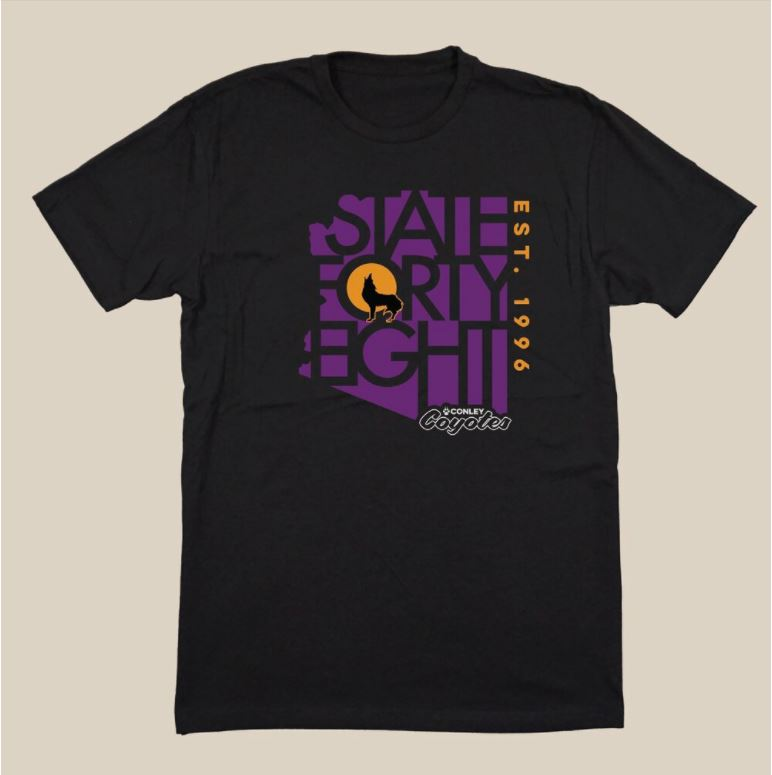 STATE
FORTY
EIGHT
EST. 1996
CONLEY
Coyotes